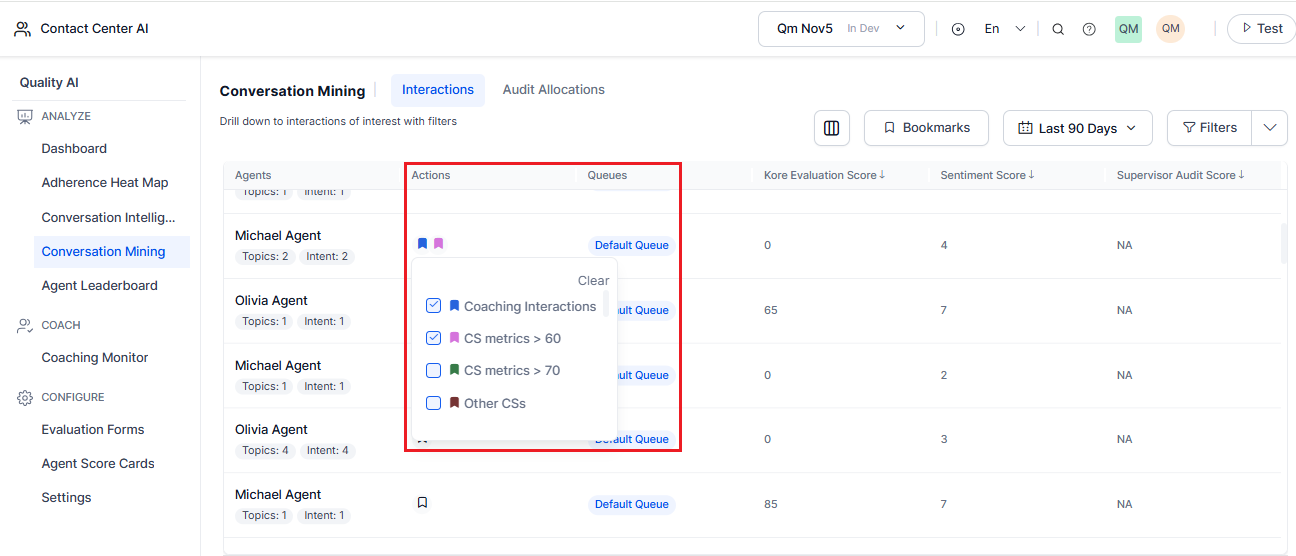 Contact Center AI
Qm Nov5 In Dev
En
QM
QM
Test
Quality AI
ANALYZE
Dashboard
Adherence Heat Map
Conversation Intellig...
Conversation Mining
Agent Leaderboard
COACH
Coaching Monitor
CONFIGURE
Evaluation Forms
Agent Score Cards
Settings
Conversation Mining
Interactions
Audit Allocations
Drill down to interactions of interest with filters
Bookmarks
Last 90 Days
Filters
Agents Actions Queues Kore Evaluation Score↓ Sentiment Score↓ Supervisor Audit Score↓
Topics: 1 Intent: 1
Michael Agent
Topics: 2 Intent: 2
Default Queue 0 4 NA
Clear
Coaching Interactions
CS metrics > 60
CS metrics > 70
Other CSs
Olivia Agent
Topics: 1 Intent: 1
ult Queue 65 7 NA
Michael Agent
Topics: 1 Intent: 1
ult Queue 0 2 NA
Olivia Agent
Topics: 4 Intent: 4
Default Queue 0 3 NA
Michael Agent
Topics: 1 Intent: 1
Default Queue 85 7 NA